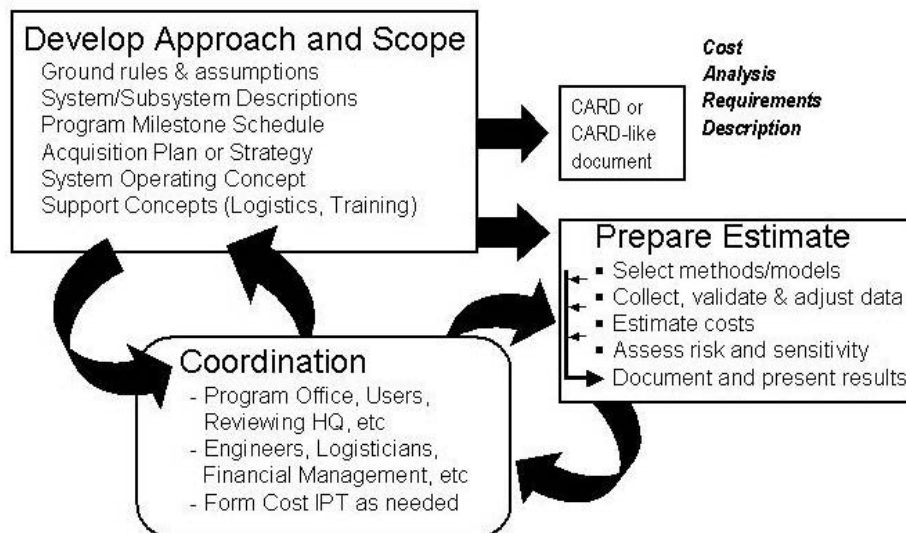 Develop Approach and Scope
Ground rules & assumptions
System/Subsystem Descriptions
Program Milestone Schedule
Acquisition Plan or Strategy
System Operating Concept
Support Concepts (Logistics, Training)
CARD or
CARD-like
document
Cost
Analysis
Requirements
Description
Prepare Estimate
▪ Select methods/models
▪ Collect, validate & adjust data
▪ Estimate costs
▪ Assess risk and sensitivity
Document and present results
Coordination
- Program Office, Users,
Reviewing HQ, etc
- Engineers, Logisticians,
Financial Management, etc
- Form Cost IPT as needed